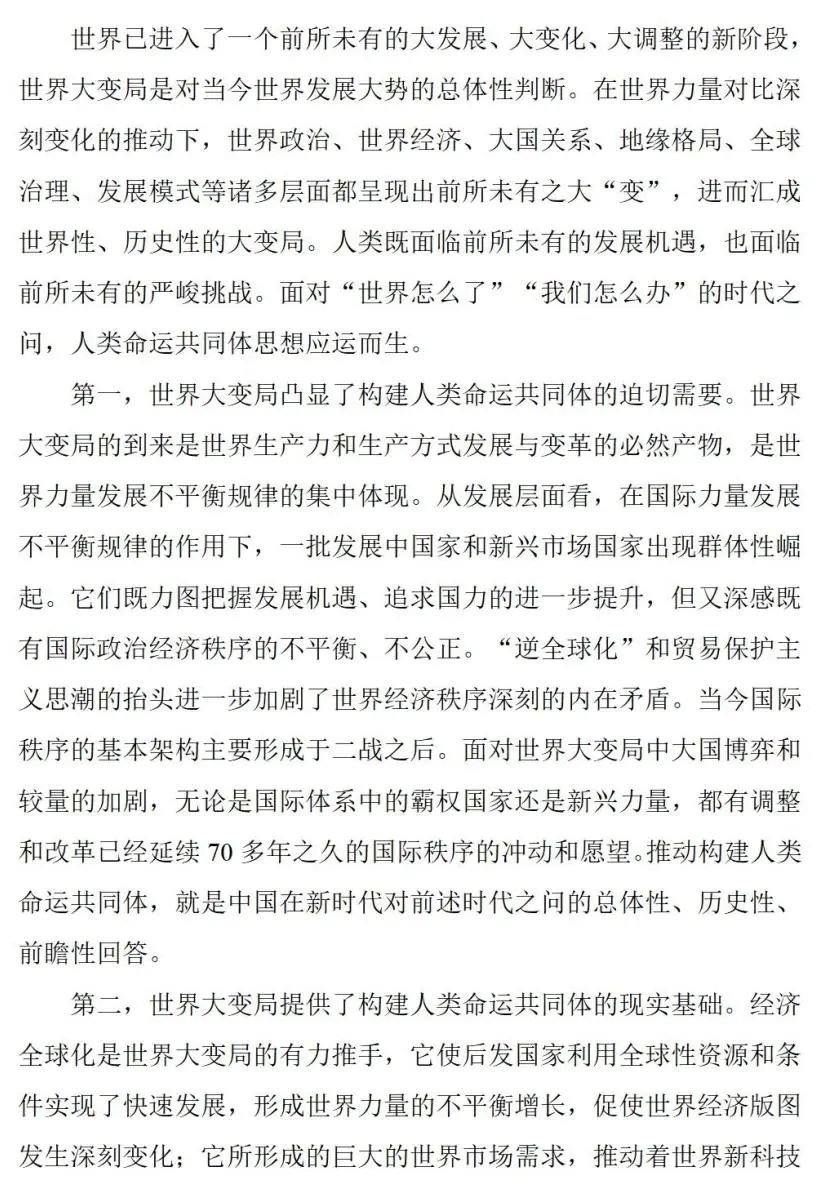 世界已进入了一个前所未有的大发展、大变化、大调整的新阶段，
世界大变局是对当今世界发展大势的总体性判断。在世界力量对比深
刻变化的推动下，世界政治、世界经济、大国关系、地缘格局、全球
治理、发展模式等诸多层面都呈现出前所未有之大“变”，进而汇成
世界性、历史性的大变局。人类既面临前所未有的发展机遇，也面临
前所未有的严峻挑战。面对“世界怎么了”“我们怎么办”的时代之
问，人类命运共同体思想应运而生。
第一，世界大变局凸显了构建人类命运共同体的迫切需要。世界
大变局的到来是世界生产力和生产方式发展与变革的必然产物，是世
界力量发展不平衡规律的集中体现。从发展层面看，在国际力量发展
不平衡规律的作用下，一批发展中国家和新兴市场国家出现群体性崛
起。它们既力图把握发展机遇、追求国力的进一步提升，但又深感既
有国际政治经济秩序的不平衡、不公正。“逆全球化”和贸易保护主
义思潮的抬头进一步加剧了世界经济秩序深刻的内在矛盾。当今国际
秩序的基本架构主要形成于二战之后。面对世界大变局中大国博弈和
较量的加剧，无论是国际体系中的霸权国家还是新兴力量，都有调整
和改革已经延续 70 多年之久的国际秩序的冲动和愿望。推动构建人类
命运共同体，就是中国在新时代对前述时代之问的总体性、历史性、
前瞻性回答。
第二，世界大变局提供了构建人类命运共同体的现实基础。经济
全球化是世界大变局的有力推手，它使后发国家利用全球性资源和条
件实现了快速发展，形成世界力量的不平衡增长，促使世界经济版图
发生深刻变化；它所形成的巨大的世界市场需求，推动着世界新科技